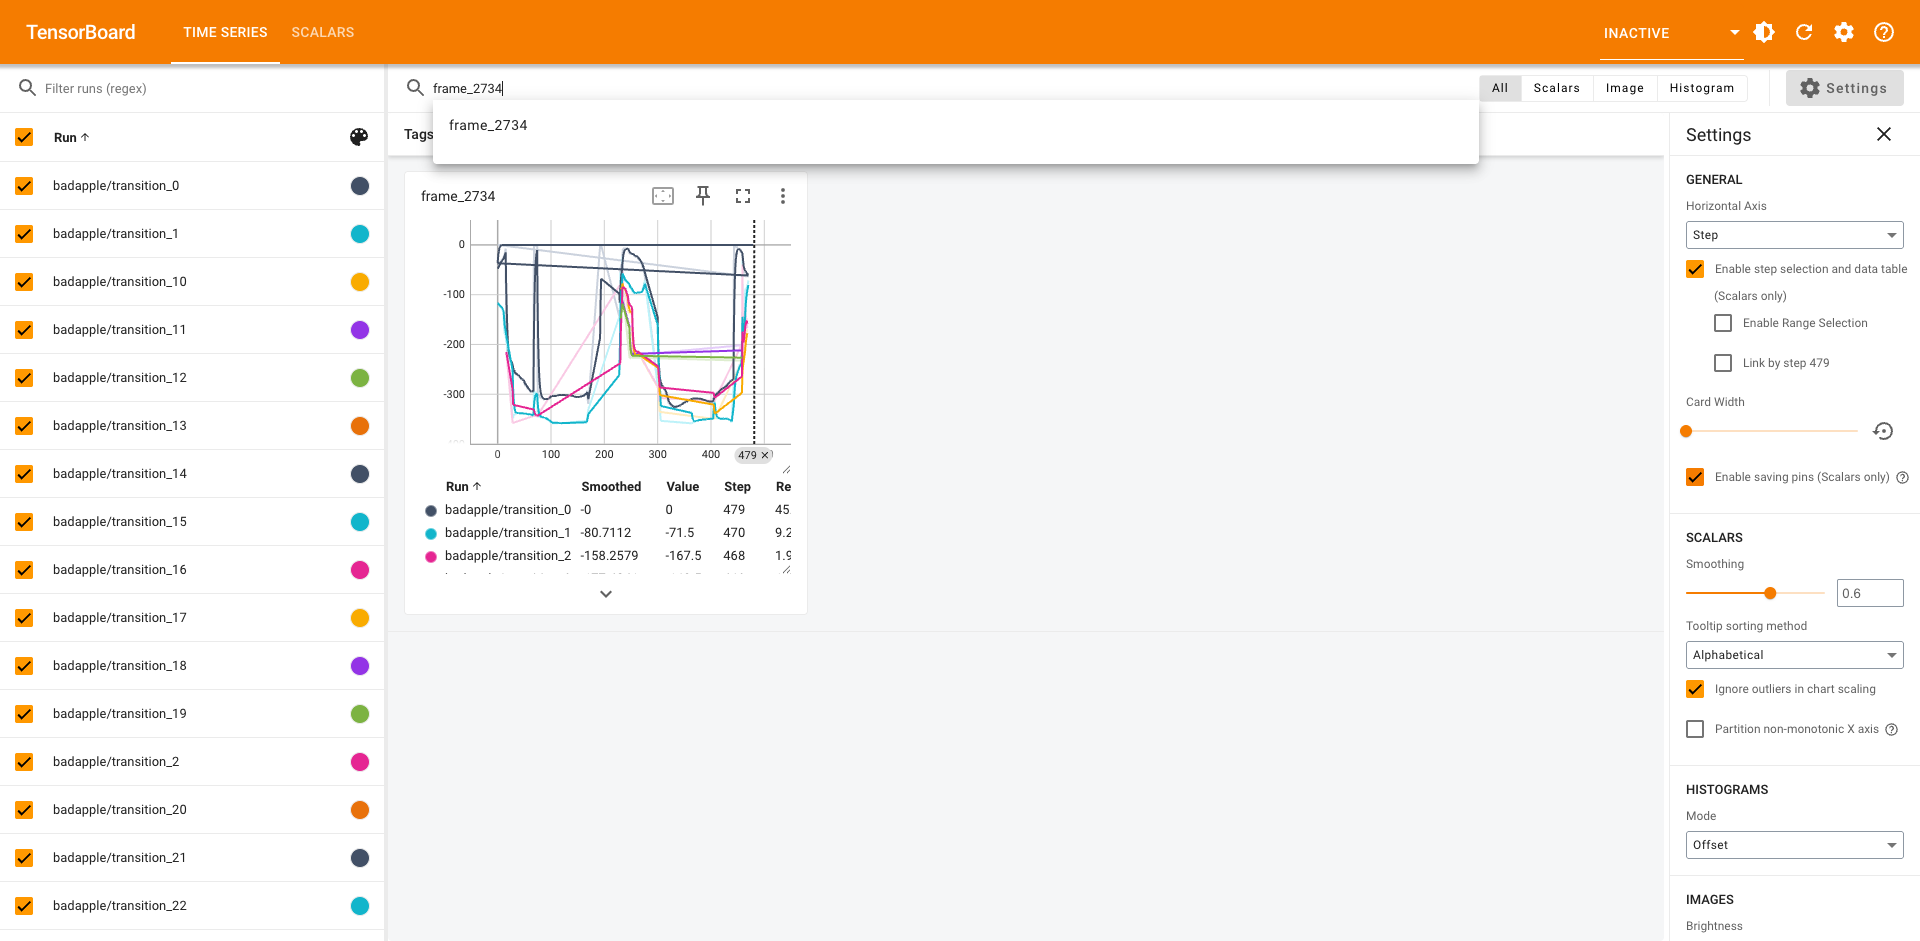 TensorBoard
TIME SERIES
SCALARS
INACTIVE
Filter runs (regex)
frame_2734
All
Scalars
Image
Histogram
Settings
frame_2734
Run
Tags
Settings
badapple/transition_0
badapple/transition_1
badapple/transition_10
badapple/transition_11
badapple/transition_12
badapple/transition_13
badapple/transition_14
badapple/transition_15
badapple/transition_16
badapple/transition_17
badapple/transition_18
badapple/transition_19
badapple/transition_2
badapple/transition_20
badapple/transition_21
badapple/transition_22
frame_2734
0
-100
-200
-300
0 100 200 300 400 479
Run Smoothed Value Step Re
badapple/transition_0 -0 0 479 45.
badapple/transition_1 -80.7112 -71.5 470 9.2
badapple/transition_2 -158.2579 -167.5 468 1.9
GENERAL
Horizontal Axis
Step
Enable step selection and data table
(Scalars only)
Enable Range Selection
Link by step 479
Card Width
Enable saving pins (Scalars only)
SCALARS
Smoothing
0.6
Tooltip sorting method
Alphabetical
Ignore outliers in chart scaling
Partition non-monotonic X axis
HISTOGRAMS
Mode
Offset
IMAGES
Brightness